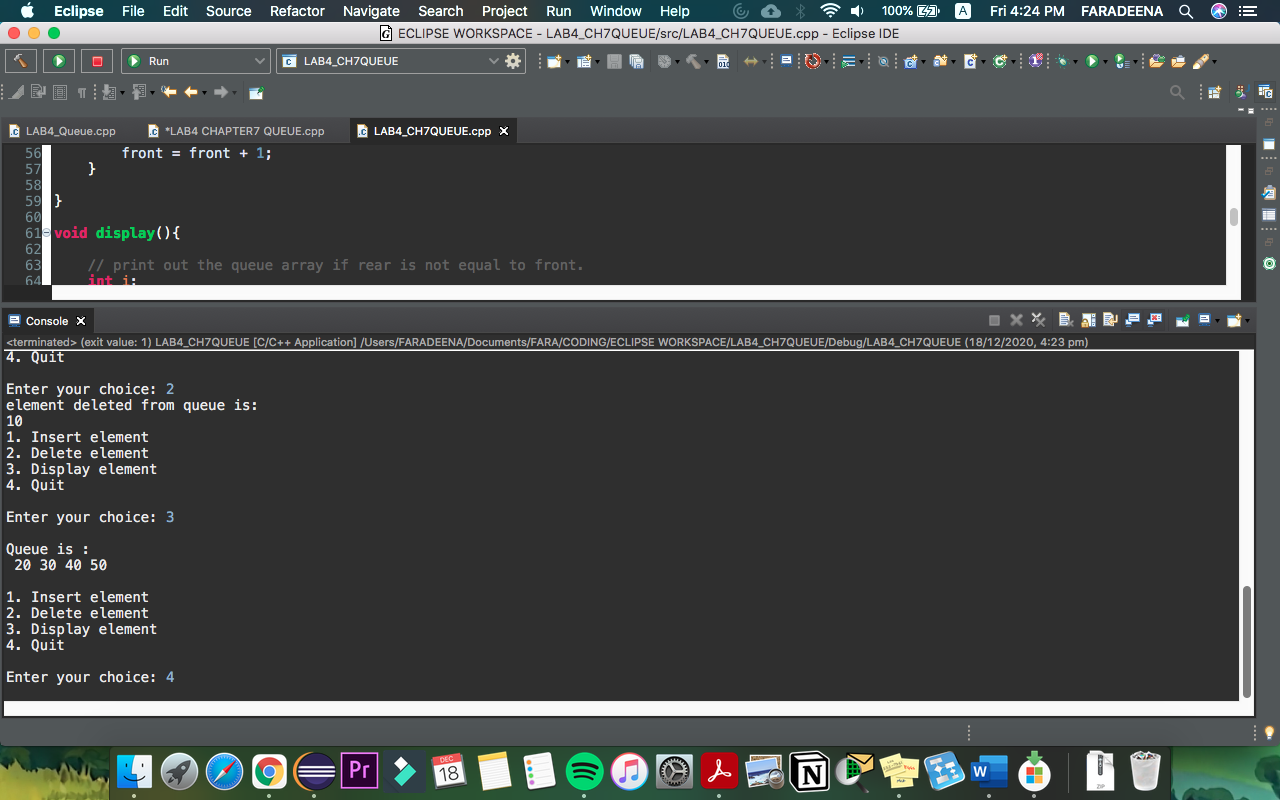 Eclipse File Edit Source Refactor Navigate Search Project Run Window Help 100% A Fri 4:24 PM FARADEENA
ECLIPSE WORKSPACE - LAB4_CH7QUEUE/src/LAB4_CH7QUEUE.cpp - Eclipse IDE
Run LAB4_CH7QUEUE
LAB4_Queue.cpp *LAB4 CHAPTER7 QUEUE.cpp LAB4_CH7QUEUE.cpp
56 front = front + 1;
57 }
58
59 }
60
61 void display(){
62
63 // print out the queue array if rear is not equal to front.
64 int i;
Console
<terminated> (exit value: 1) LAB4_CH7QUEUE [C/C++ Application] /Users/FARADEENA/Documents/FARA/CODING/ECLIPSE WORKSPACE/LAB4_CH7QUEUE/Debug/LAB4_CH7QUEUE (18/12/2020, 4:23 pm)
4. Quit
Enter your choice: 2
element deleted from queue is:
10
1. Insert element
2. Delete element
3. Display element
4. Quit
Enter your choice: 3
Queue is :
20 30 40 50
1. Insert element
2. Delete element
3. Display element
4. Quit
Enter your choice: 4
Pr DEC 18 N W ZIP